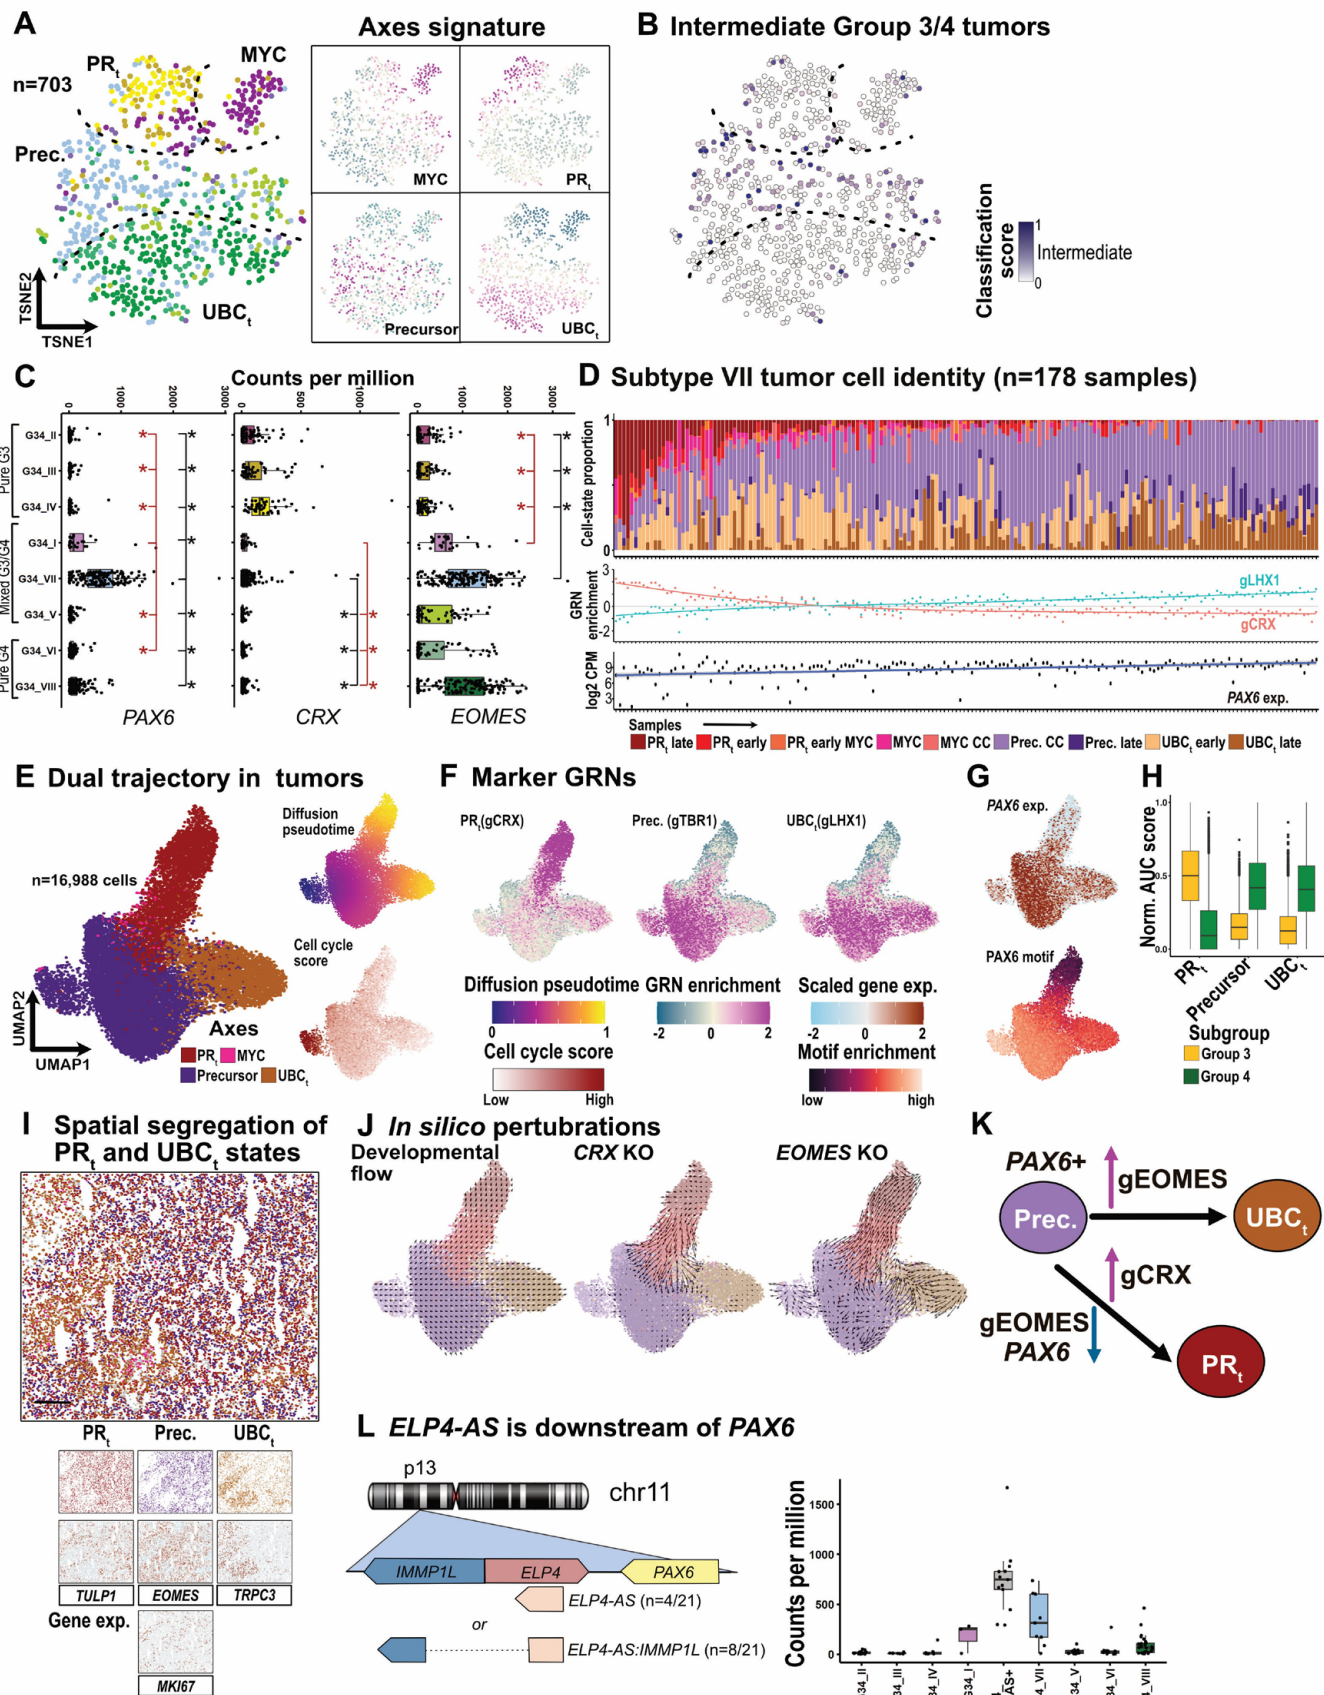 A
Axes signature
n=703
PRt
MYC
Prec.
UBCt
TSNE2
TSNE1
MYC
PRt
Precursor
UBCt
B Intermediate Group 3/4 tumors
Classification score
1
Intermediate
0
C
Counts per million
0
1000
2000
3000
0
500
1000
0
1000
2000
3000
Pure G3
Mixed G3/G4
Pure G4
G34_II
G34_III
G34_IV
G34_I
G34_VII
G34_V
G34_VI
G34_VIII
PAX6
CRX
EOMES
D Subtype VII tumor cell identity (n=178 samples)
Cell-state proportion
1
0
GRN enrichment
3
0
-2
gLHX1
gCRX
log2 CPM
9
6
3
PAX6 exp.
Samples
PRt late
PRt early
PRt early MYC
MYC
MYC CC
Prec. CC
Prec. late
UBCt early
UBCt late
E Dual trajectory in tumors
n=16,988 cells
Diffusion pseudotime
Cell cycle score
UMAP2
UMAP1
Axes
PRt
MYC
Precursor
UBCt
F Marker GRNs
PRt(gCRX)
Prec. (gTBR1)
UBCt(gLHX1)
Diffusion pseudotime
0
1
GRN enrichment
-2
0
2
Scaled gene exp.
-2
0
2
Cell cycle score
Low
High
Motif enrichment
low
high
G
PAX6 exp.
PAX6 motif
H
Norm. AUC score
1.0
0.5
0.0
PRt
Precursor
UBCt
Subgroup
Group 3
Group 4
I Spatial segregation of
PRt and UBCt states
PRt
Prec.
UBCt
TULP1
EOMES
TRPC3
Gene exp.
MKI67
J In silico pertubrations
Developmental
flow
CRX KO
EOMES KO
K
PAX6+
gEOMES
Prec.
UBCt
gCRX
gEOMES
PAX6
PRt
L ELP4-AS is downstream of PAX6
p13
chr11
IMMP1L
ELP4
PAX6
ELP4-AS (n=4/21)
or
ELP4-AS:IMMP1L (n=8/21)
Counts per million
1500
1000
500
0